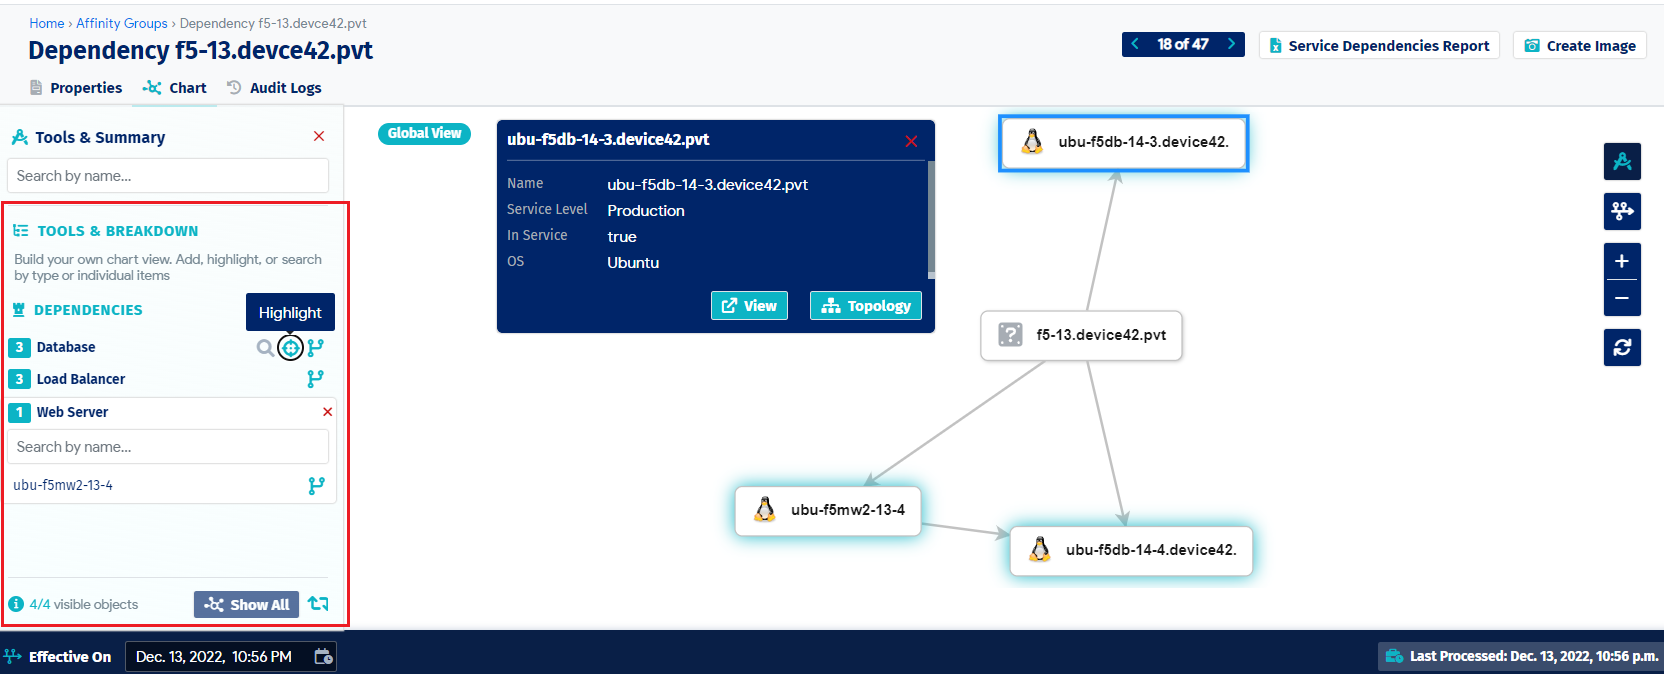 Home › Affinity Groups › Dependency f5-13.devce42.pvt
Dependency f5-13.devce42.pvt
18 of 47
Service Dependencies Report
Create Image
Properties
Chart
Audit Logs
Tools & Summary
Search by name...
TOOLS & BREAKDOWN
Build your own chart view. Add, highlight, or search
by type or individual items
DEPENDENCIES
Highlight
3 Database
3 Load Balancer
1 Web Server
Search by name...
ubu-f5mw2-13-4
4/4 visible objects
Show All
Global View
ubu-f5db-14-3.device42.pvt
Name ubu-f5db-14-3.device42.pvt
Service Level Production
In Service true
OS Ubuntu
View
Topology
ubu-f5db-14-3.device42.
f5-13.device42.pvt
ubu-f5mw2-13-4
ubu-f5db-14-4.device42.
Effective On
Dec. 13, 2022, 10:56 PM
Last Processed: Dec. 13, 2022, 10:56 p.m.